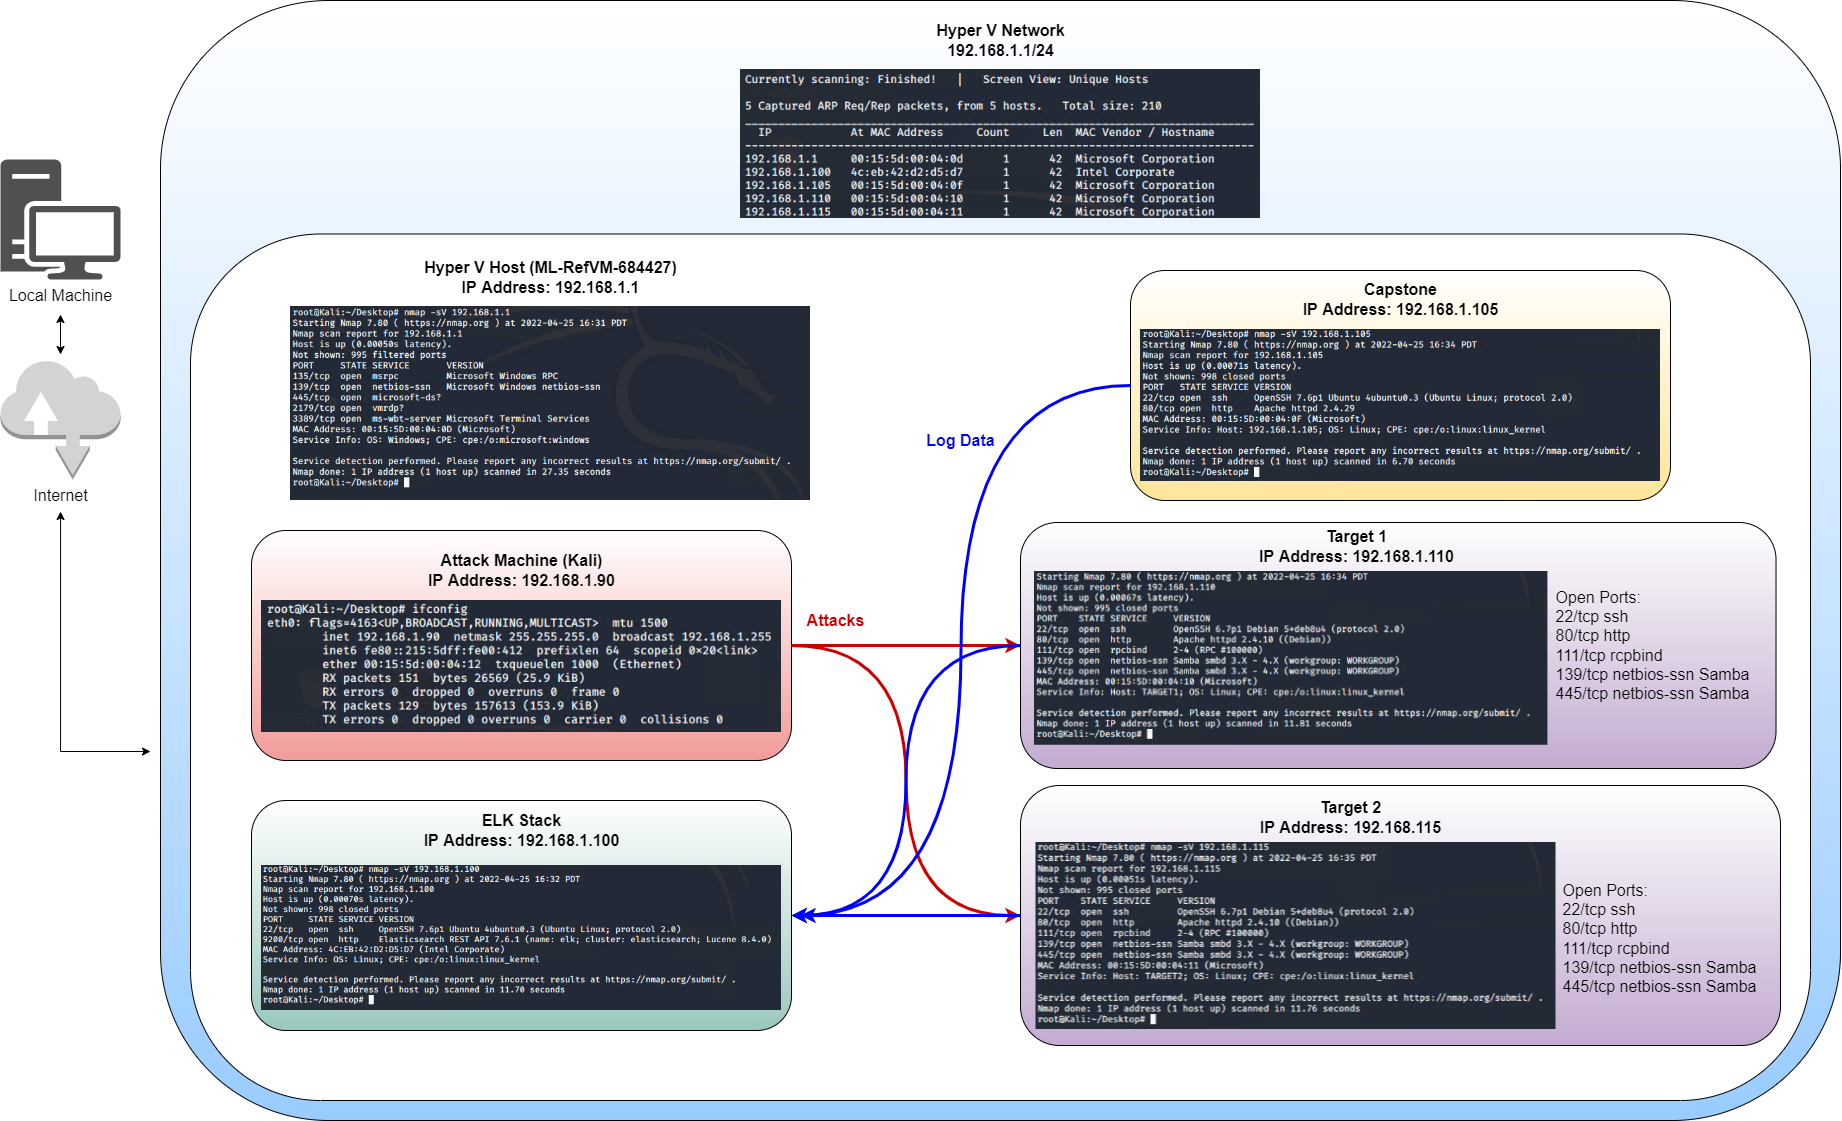 Hyper V Network
192.168.1.1/24
Currently scanning: Finished!   |   Screen View: Unique Hosts
5 Captured ARP Req/Rep packets, from 5 hosts.   Total size: 210
IP            At MAC Address     Count     Len  MAC Vendor / Hostname
192.168.1.1     00:15:5d:00:04:0d      1      42  Microsoft Corporation
192.168.1.100   4c:eb:42:d2:d5:d7      1      42  Intel Corporate
192.168.1.105   00:15:5d:00:04:0f      1      42  Microsoft Corporation
192.168.1.110   00:15:5d:00:04:10      1      42  Microsoft Corporation
192.168.1.115   00:15:5d:00:04:11      1      42  Microsoft Corporation
Local Machine
Internet
Hyper V Host (ML-RefVM-684427)
IP Address: 192.168.1.1
root@Kali:~/Desktop# nmap -sV 192.168.1.1
Starting Nmap 7.80 ( https://nmap.org ) at 2022-04-25 16:31 PDT
Nmap scan report for 192.168.1.1
Host is up (0.00050s latency).
Not shown: 995 filtered ports
PORT     STATE SERVICE       VERSION
135/tcp  open  msrpc         Microsoft Windows RPC
139/tcp  open  netbios-ssn   Microsoft Windows netbios-ssn
445/tcp  open  microsoft-ds?
2179/tcp open  vmrdp?
3389/tcp open  ms-wbt-server Microsoft Terminal Services
MAC Address: 00:15:5D:00:04:0D (Microsoft)
Service Info: OS: Windows; CPE: cpe:/o:microsoft:windows
Service detection performed. Please report any incorrect results at https://nmap.org/submit/ .
Nmap done: 1 IP address (1 host up) scanned in 27.35 seconds
root@Kali:~/Desktop#
Capstone
IP Address: 192.168.1.105
root@Kali:~/Desktop# nmap -sV 192.168.1.105
Starting Nmap 7.80 ( https://nmap.org ) at 2022-04-25 16:34 PDT
Nmap scan report for 192.168.1.105
Host is up (0.00071s latency).
Not shown: 998 closed ports
PORT   STATE SERVICE VERSION
22/tcp open  ssh     OpenSSH 7.6p1 Ubuntu 4ubuntu0.3 (Ubuntu Linux; protocol 2.0)
80/tcp open  http    Apache httpd 2.4.29
MAC Address: 00:15:5D:00:04:0F (Microsoft)
Service Info: Host: 192.168.1.105; OS: Linux; CPE: cpe:/o:linux:linux_kernel
Service detection performed. Please report any incorrect results at https://nmap.org/submit/ .
Nmap done: 1 IP address (1 host up) scanned in 6.70 seconds
root@Kali:~/Desktop#
Log Data
Attack Machine (Kali)
IP Address: 192.168.1.90
root@Kali:~/Desktop# ifconfig
eth0: flags=4163<UP,BROADCAST,RUNNING,MULTICAST>  mtu 1500
inet 192.168.1.90  netmask 255.255.255.0  broadcast 192.168.1.255
inet6 fe80::215:5dff:fe00:412  prefixlen 64  scopeid 0×20<link>
ether 00:15:5d:00:04:12  txqueuelen 1000  (Ethernet)
RX packets 151  bytes 26569 (25.9 KiB)
RX errors 0  dropped 0  overruns 0  frame 0
TX packets 129  bytes 157613 (153.9 KiB)
TX errors 0  dropped 0 overruns 0  carrier 0  collisions 0
Attacks
Target 1
IP Address: 192.168.1.110
Starting Nmap 7.80 ( https://nmap.org ) at 2022-04-25 16:34 PDT
Nmap scan report for 192.168.1.110
Host is up (0.00067s latency).
Not shown: 995 closed ports
PORT    STATE SERVICE     VERSION
22/tcp  open  ssh         OpenSSH 6.7p1 Debian 5+deb8u4 (protocol 2.0)
80/tcp  open  http        Apache httpd 2.4.10 ((Debian))
111/tcp open  rpcbind     2-4 (RPC #100000)
139/tcp open  netbios-ssn Samba smbd 3.X - 4.X (workgroup: WORKGROUP)
445/tcp open  netbios-ssn Samba smbd 3.X - 4.X (workgroup: WORKGROUP)
MAC Address: 00:15:5D:00:04:10 (Microsoft)
Service Info: Host: TARGET1; OS: Linux; CPE: cpe:/o:linux:linux_kernel
Service detection performed. Please report any incorrect results at https://nmap.org/submit/ .
Nmap done: 1 IP address (1 host up) scanned in 11.81 seconds
root@Kali:~/Desktop#
Open Ports:
22/tcp ssh
80/tcp http
111/tcp rcpbind
139/tcp netbios-ssn Samba
445/tcp netbios-ssn Samba
ELK Stack
IP Address: 192.168.1.100
root@Kali:~/Desktop# nmap -sV 192.168.1.100
Starting Nmap 7.80 ( https://nmap.org ) at 2022-04-25 16:32 PDT
Nmap scan report for 192.168.1.100
Host is up (0.00070s latency).
Not shown: 998 closed ports
PORT     STATE SERVICE VERSION
22/tcp   open  ssh     OpenSSH 7.6p1 Ubuntu 4ubuntu0.3 (Ubuntu Linux; protocol 2.0)
9200/tcp open  http    Elasticsearch REST API 7.6.1 (name: elk; cluster: elasticsearch; Lucene 8.4.0)
MAC Address: 4C:EB:42:D2:D5:D7 (Intel Corporate)
Service Info: OS: Linux; CPE: cpe:/o:linux:linux_kernel
Service detection performed. Please report any incorrect results at https://nmap.org/submit/ .
Nmap done: 1 IP address (1 host up) scanned in 11.70 seconds
root@Kali:~/Desktop#
Target 2
IP Address: 192.168.115
root@Kali:~/Desktop# nmap -sV 192.168.1.115
Starting Nmap 7.80 ( https://nmap.org ) at 2022-04-25 16:35 PDT
Nmap scan report for 192.168.1.115
Host is up (0.00051s latency).
Not shown: 995 closed ports
PORT    STATE SERVICE     VERSION
22/tcp  open  ssh         OpenSSH 6.7p1 Debian 5+deb8u4 (protocol 2.0)
80/tcp  open  http        Apache httpd 2.4.10 ((Debian))
111/tcp open  rpcbind     2-4 (RPC #100000)
139/tcp open  netbios-ssn Samba smbd 3.X - 4.X (workgroup: WORKGROUP)
445/tcp open  netbios-ssn Samba smbd 3.X - 4.X (workgroup: WORKGROUP)
MAC Address: 00:15:5D:00:04:11 (Microsoft)
Service Info: Host: TARGET2; OS: Linux; CPE: cpe:/o:linux:linux_kernel
Service detection performed. Please report any incorrect results at https://nmap.org/submit/ .
Nmap done: 1 IP address (1 host up) scanned in 11.76 seconds
root@Kali:~/Desktop#
Open Ports:
22/tcp ssh
80/tcp http
111/tcp rcpbind
139/tcp netbios-ssn Samba
445/tcp netbios-ssn Samba